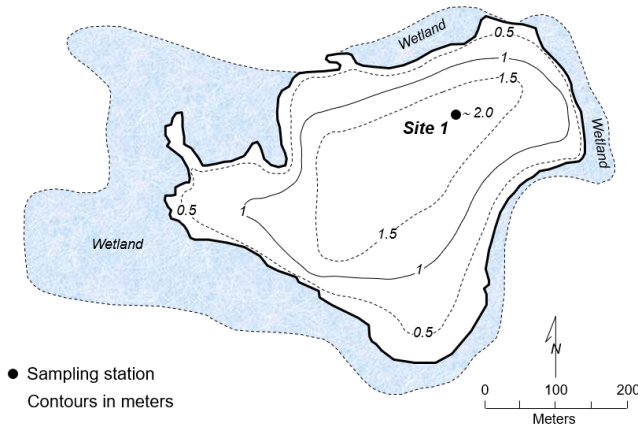 Wetland
0.5
1
1.5
~ 2.0
Site 1
Wetland
0.5
1
1.5
Wetland
1
0.5
N
● Sampling station
Contours in meters
0 100 200
Meters